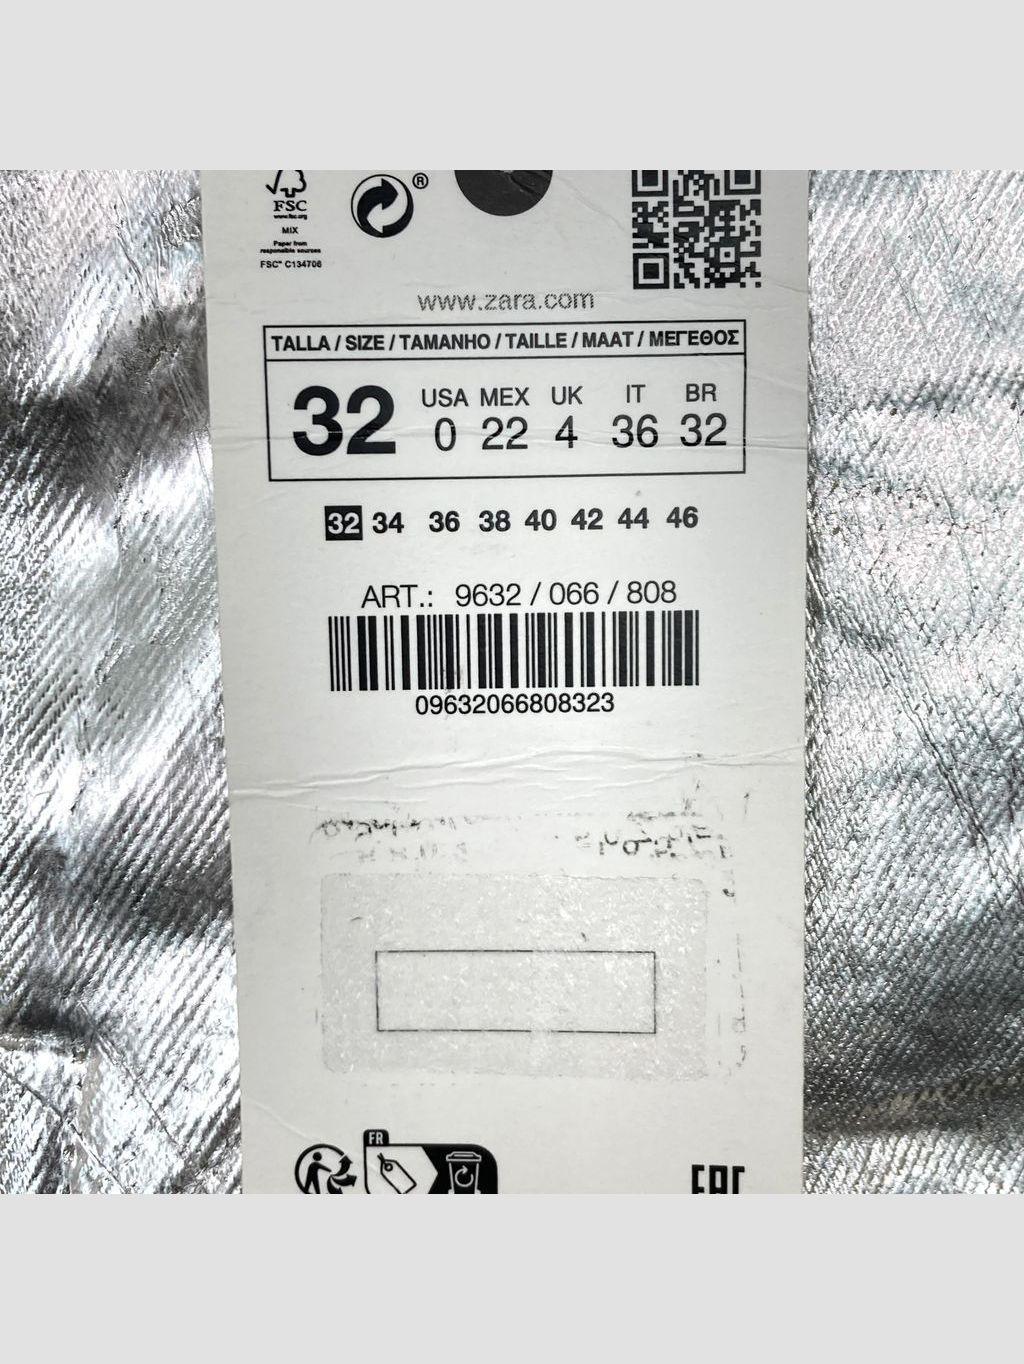 FSC
www.fsc.org
MIX
Paper from
responsible sources
FSC™ C134706
®
www.zara.com
TALLA / SIZE / TAMANHO / TAILLE / MAAT / ΜΕΓΕΘΟΣ
32
USA MEX UK IT BR
0 22 4 36 32
32 34 36 38 40 42 44 46
ART.: 9632 / 066 / 808
09632066808323
FR
EAC